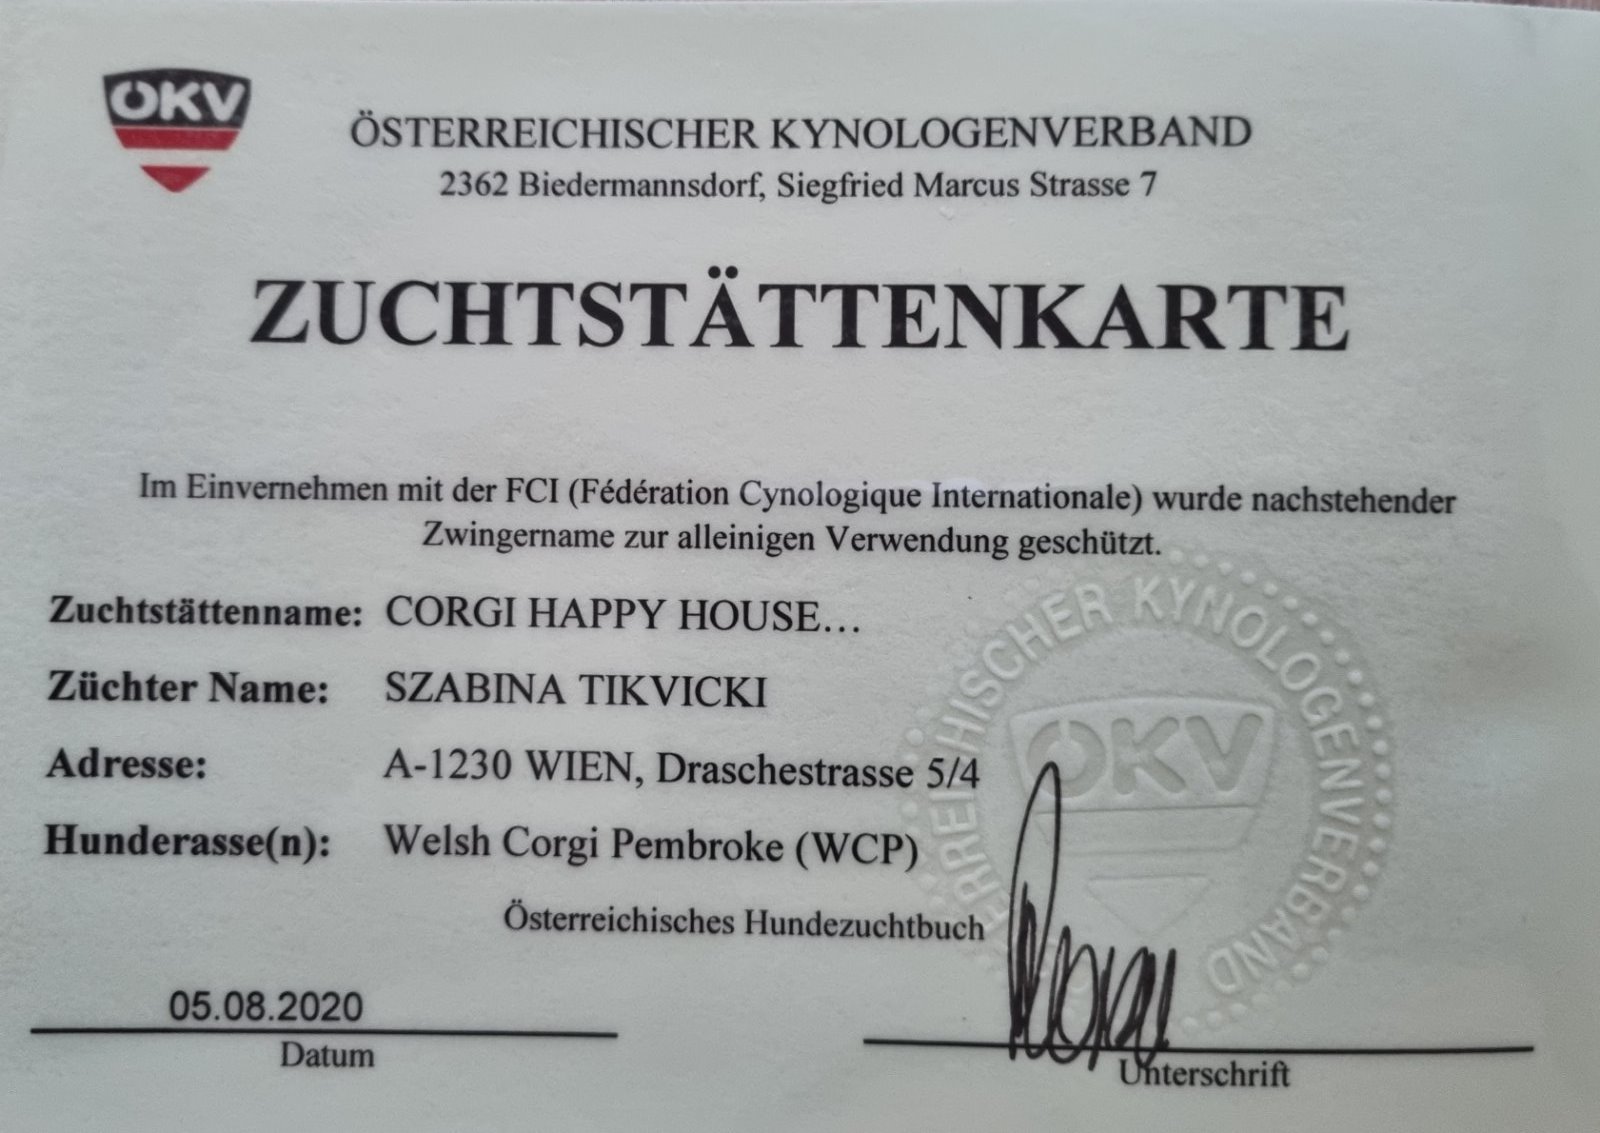 ÖKV
ÖSTERREICHISCHER KYNOLOGENVERBAND
2362 Biedermannsdorf, Siegfried Marcus Strasse 7
ZUCHTSTÄTTENKARTE
Im Einvernehmen mit der FCI (Fédération Cynologique Internationale) wurde nachstehender
Zwingername zur alleinigen Verwendung geschützt.
Zuchtstättenname: CORGI HAPPY HOUSE…
Züchter Name: SZABINA TIKVICKI
Adresse: A-1230 WIEN, Draschestrasse 5/4
Hunderasse(n): Welsh Corgi Pembroke (WCP)
Österreichisches Hundezuchtbuch
05.08.2020
Datum
Unterschrift
ÖKV
KYNOLOGENVERBAND